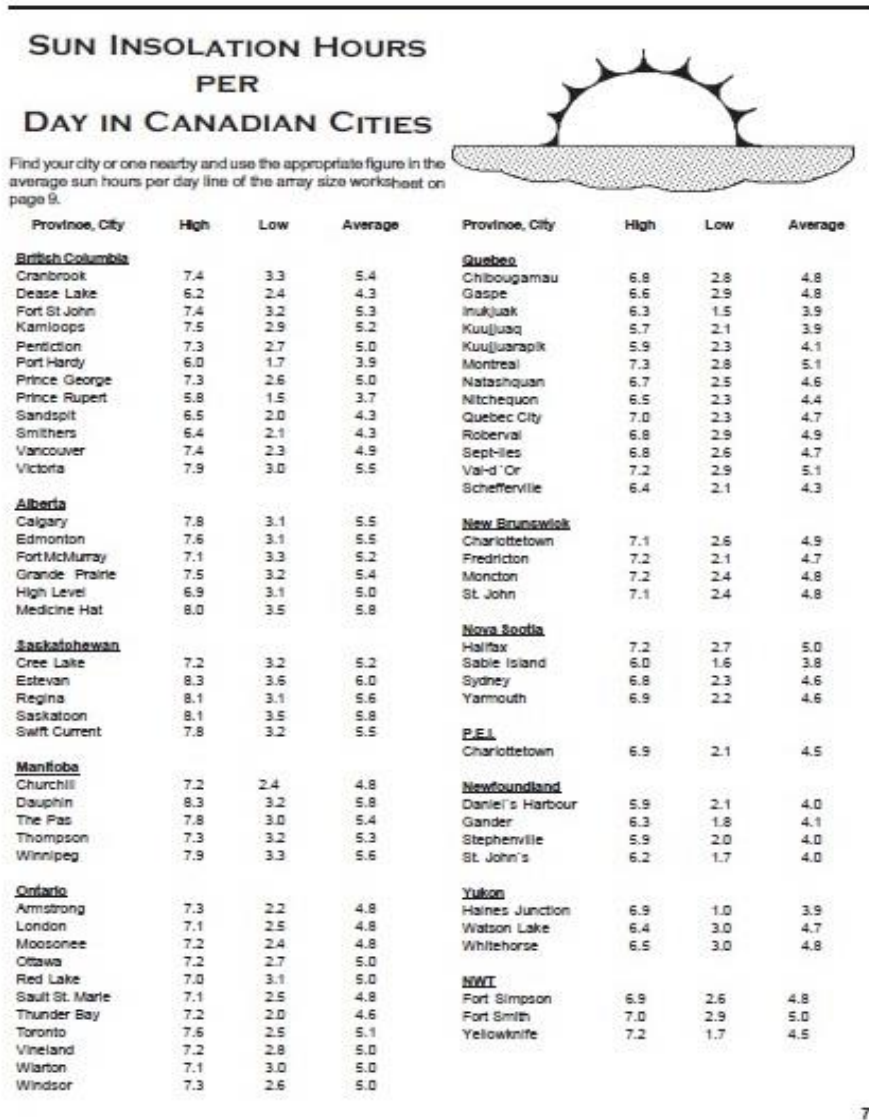 SUN INSOLATION HOURS
PER
DAY IN CANADIAN CITIES
Find your city or one nearby and use the appropriate figure in the
average sun hours per day line of the array size worksheet on
page 9.
Province, City High Low Average
British Columbia
Cranbrook 7.4 3.3 5.4
Dease Lake 6.2 2.4 4.3
Fort St John 7.4 3.2 5.3
Kamloops 7.5 2.9 5.2
Pentiction 7.3 2.7 5.0
Port Hardy 6.0 1.7 3.9
Prince George 7.3 2.6 5.0
Prince Rupert 5.8 1.5 3.7
Sandspit 6.5 2.0 4.3
Smithers 6.4 2.1 4.3
Vancouver 7.4 2.3 4.9
Victoria 7.9 3.0 5.5
Alberta
Calgary 7.8 3.1 5.5
Edmonton 7.6 3.1 5.5
Fort McMurray 7.1 3.3 5.2
Grande Prairie 7.5 3.2 5.4
High Level 6.9 3.1 5.0
Medicine Hat 8.0 3.5 5.8
Saskatchewan
Cree Lake 7.2 3.2 5.2
Estevan 8.3 3.6 6.0
Regina 8.1 3.1 5.6
Saskatoon 8.1 3.5 5.8
Swift Current 7.8 3.2 5.5
Manitoba
Churchill 7.2 2.4 4.8
Dauphin 8.3 3.2 5.8
The Pas 7.8 3.0 5.4
Thompson 7.3 3.2 5.3
Winnipeg 7.9 3.3 5.6
Ontario
Armstrong 7.3 2.2 4.8
London 7.1 2.5 4.8
Moosonee 7.2 2.4 4.8
Ottawa 7.2 2.7 5.0
Red Lake 7.0 3.1 5.0
Sault St. Marie 7.1 2.5 4.8
Thunder Bay 7.2 2.0 4.6
Toronto 7.6 2.5 5.1
Vineland 7.2 2.8 5.0
Wiarton 7.1 3.0 5.0
Windsor 7.3 2.6 5.0
Province, City High Low Average
Quebec
Chibougamau 6.8 2.8 4.8
Gaspe 6.6 2.9 4.8
Inukjuak 6.3 1.5 3.9
Kuujjuaq 5.7 2.1 3.9
Kuujjuarapik 5.9 2.3 4.1
Montreal 7.3 2.8 5.1
Natashquan 6.7 2.5 4.6
Nitchequon 6.5 2.3 4.4
Quebec City 7.0 2.3 4.7
Roberval 6.8 2.9 4.9
Sept-iles 6.8 2.6 4.7
Val-d'Or 7.2 2.9 5.1
Schefferville 6.4 2.1 4.3
New Brunswick
Charlottetown 7.1 2.6 4.9
Fredricton 7.2 2.1 4.7
Moncton 7.2 2.4 4.8
St. John 7.1 2.4 4.8
Nova Scotia
Halifax 7.2 2.7 5.0
Sable Island 6.0 1.6 3.8
Sydney 6.8 2.3 4.6
Yarmouth 6.9 2.2 4.6
P.E.I.
Charlottetown 6.9 2.1 4.5
Newfoundland
Daniel's Harbour 5.9 2.1 4.0
Gander 6.3 1.8 4.1
Stephenville 5.9 2.0 4.0
St. John's 6.2 1.7 4.0
Yukon
Haines Junction 6.9 1.0 3.9
Watson Lake 6.4 3.0 4.7
Whitehorse 6.5 3.0 4.8
NWT
Fort Simpson 6.9 2.6 4.8
Fort Smith 7.0 2.9 5.0
Yellowknife 7.2 1.7 4.5
7